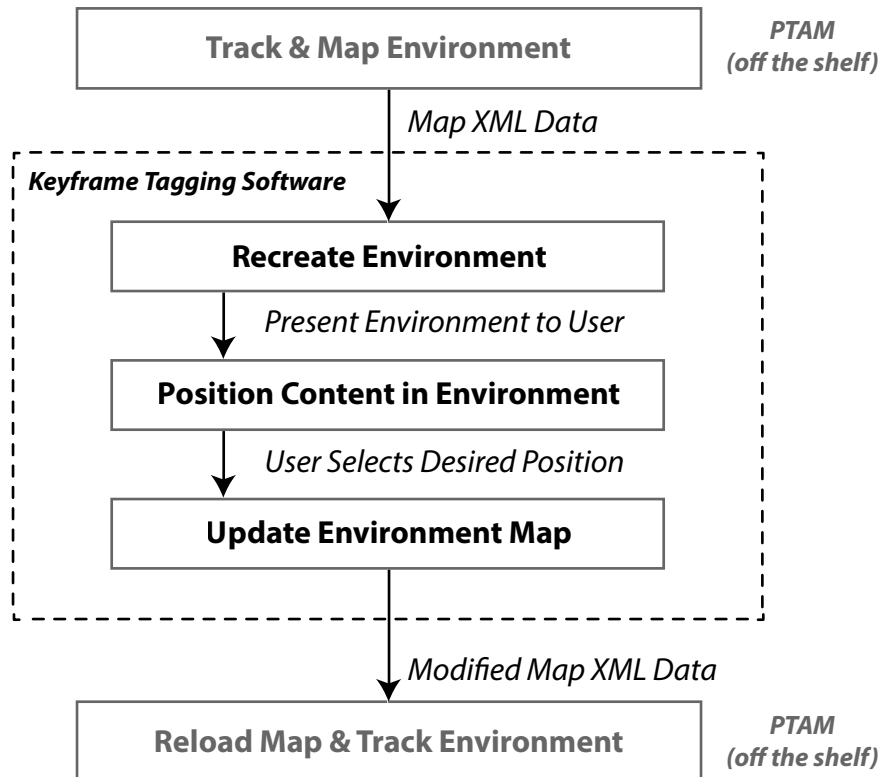 Track & Map Environment
PTAM
(off the shelf)
Map XML Data
Keyframe Tagging Software
Recreate Environment
Present Environment to User
Position Content in Environment
User Selects Desired Position
Update Environment Map
Modified Map XML Data
Reload Map & Track Environment
PTAM
(off the shelf)